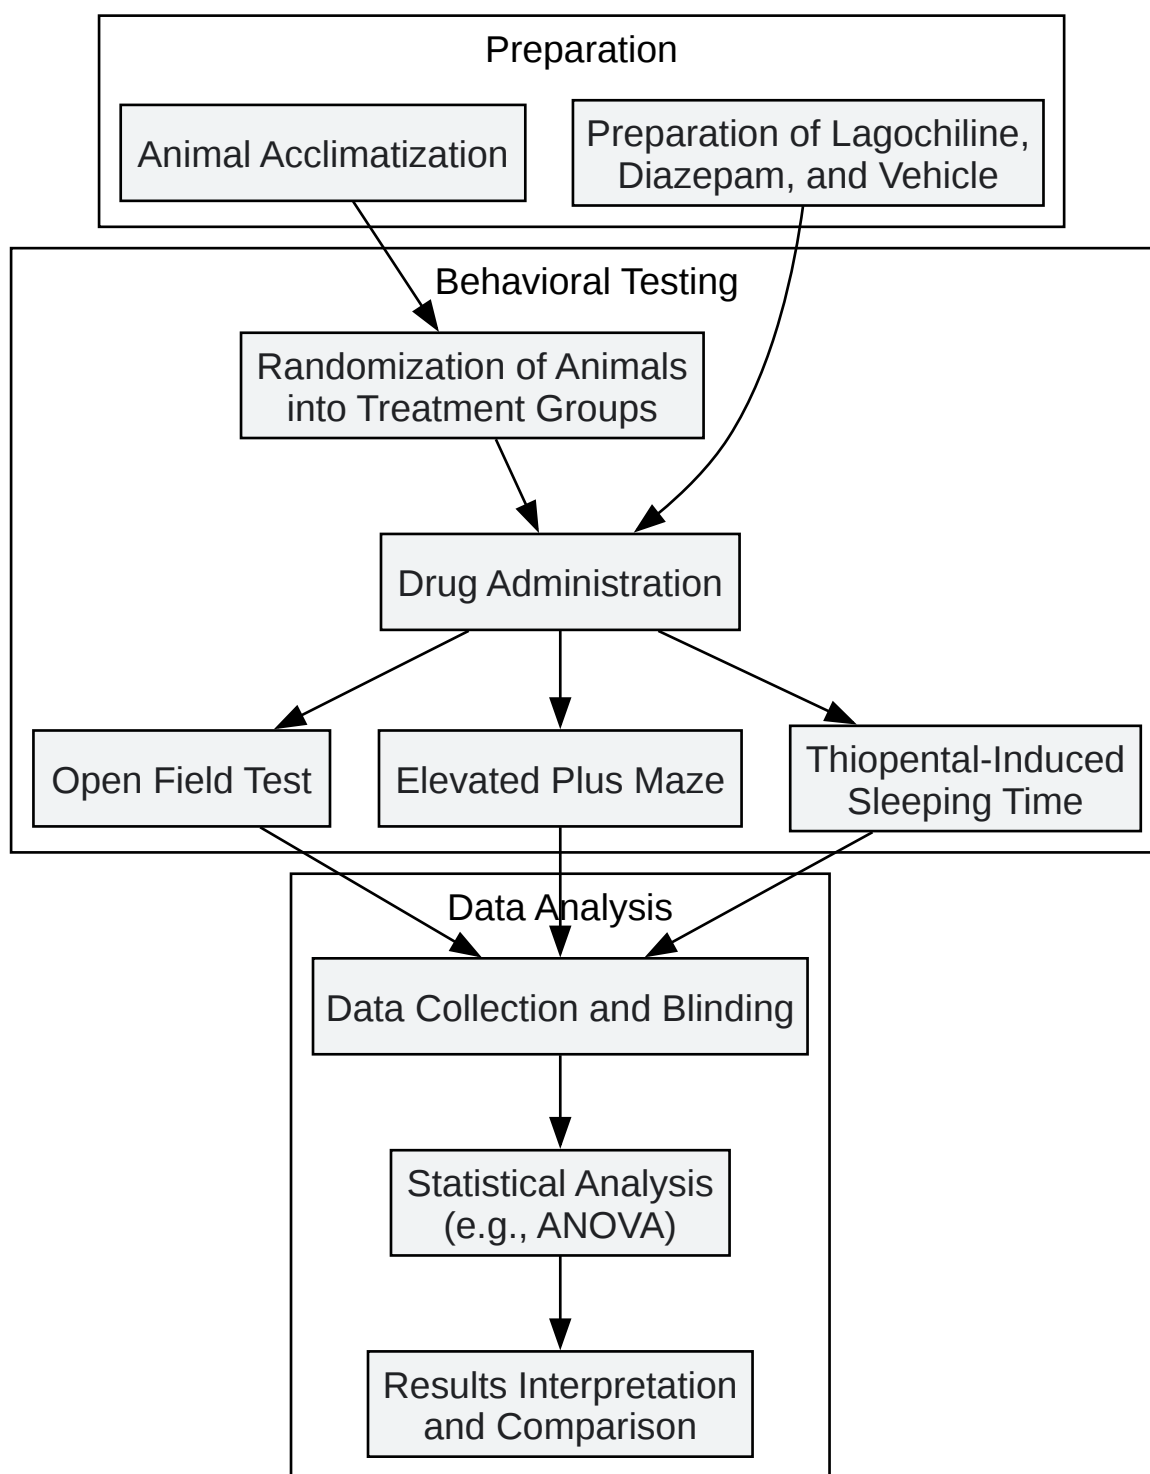 Preparation
Animal Acclimatization
Preparation of Lagochiline,
Diazepam, and Vehicle
Behavioral Testing
Randomization of Animals
into Treatment Groups
Drug Administration
Open Field Test
Elevated Plus Maze
Thiopental-Induced
Sleeping Time
Data Analysis
Data Collection and Blinding
Statistical Analysis
(e.g., ANOVA)
Results Interpretation
and Comparison